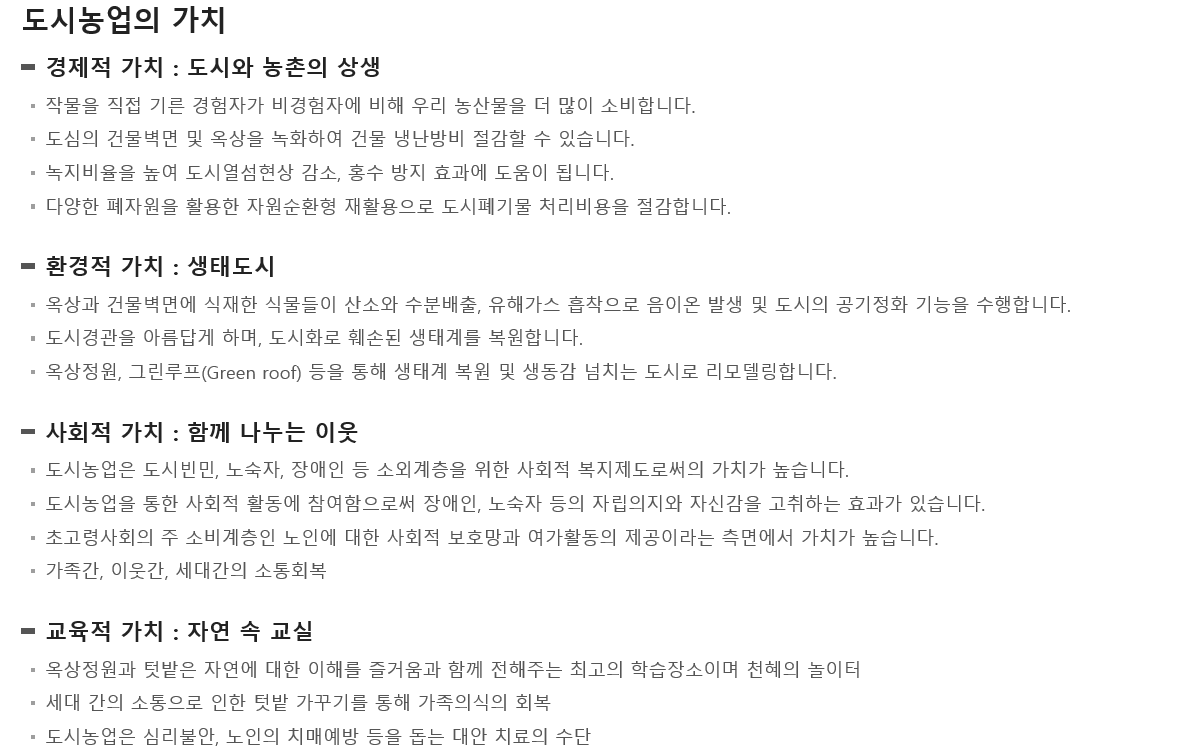 도시농업의 가치
경제적 가치 : 도시와 농촌의 상생
작물을 직접 기른 경험자가 비경험자에 비해 우리 농산물을 더 많이 소비합니다.
도심의 건물벽면 및 옥상을 녹화하여 건물 냉난방비 절감할 수 있습니다.
녹지비율을 높여 도시열섬현상 감소, 홍수 방지 효과에 도움이 됩니다.
다양한 폐자원을 활용한 자원순환형 재활용으로 도시폐기물 처리비용을 절감합니다.
환경적 가치 : 생태도시
옥상과 건물벽면에 식재한 식물들이 산소와 수분배출, 유해가스 흡착으로 음이온 발생 및 도시의 공기정화 기능을 수행합니다.
도시경관을 아름답게 하며, 도시화로 훼손된 생태계를 복원합니다.
옥상정원, 그린루프(Green roof) 등을 통해 생태계 복원 및 생동감 넘치는 도시로 리모델링합니다.
사회적 가치 : 함께 나누는 이웃
도시농업은 도시빈민, 노숙자, 장애인 등 소외계층을 위한 사회적 복지제도로써의 가치가 높습니다.
도시농업을 통한 사회적 활동에 참여함으로써 장애인, 노숙자 등의 자립의지와 자신감을 고취하는 효과가 있습니다.
초고령사회의 주 소비계층인 노인에 대한 사회적 보호망과 여가활동의 제공이라는 측면에서 가치가 높습니다.
가족간, 이웃간, 세대간의 소통회복
교육적 가치 : 자연 속 교실
옥상정원과 텃밭은 자연에 대한 이해를 즐거움과 함께 전해주는 최고의 학습장소이며 천혜의 놀이터
세대 간의 소통으로 인한 텃밭 가꾸기를 통해 가족의식의 회복
도시농업은 심리불안, 노인의 치매예방 등을 돕는 대안 치료의 수단